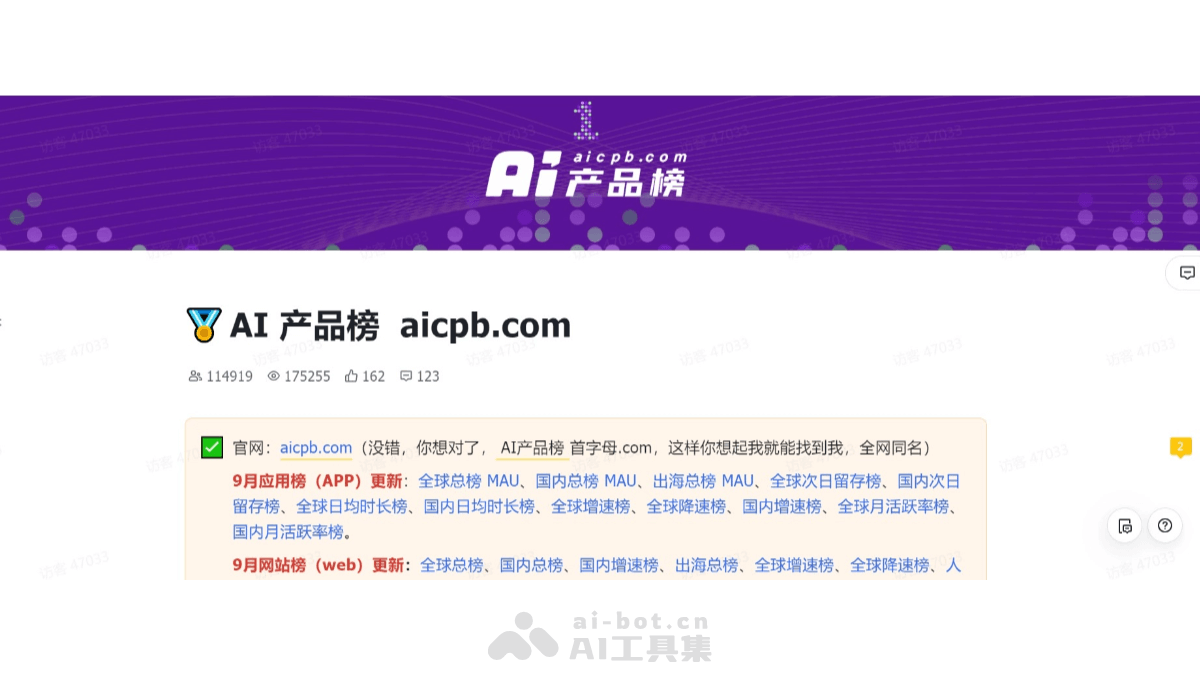 1
aicpb.com
Ai产品榜
🏅 AI 产品榜 aicpb.com
114919 175255 162 123
✅ 官网：aicpb.com（没错，你想对了， AI产品榜 首字母.com，这样你想起我就能找到我，全网同名）
9月应用榜（APP）更新：全球总榜 MAU、国内总榜 MAU、出海总榜 MAU、全球次日留存榜、国内次日
留存榜、全球日均时长榜、国内日均时长榜、全球增速榜、全球降速榜、国内增速榜、全球月活跃率榜、
国内月活跃率榜。
9月网站榜（web）更新：全球总榜、国内总榜、国内增速榜、出海总榜、全球增速榜、全球降速榜、人
2
访客 47033
ai-bot.cn
AI工具集